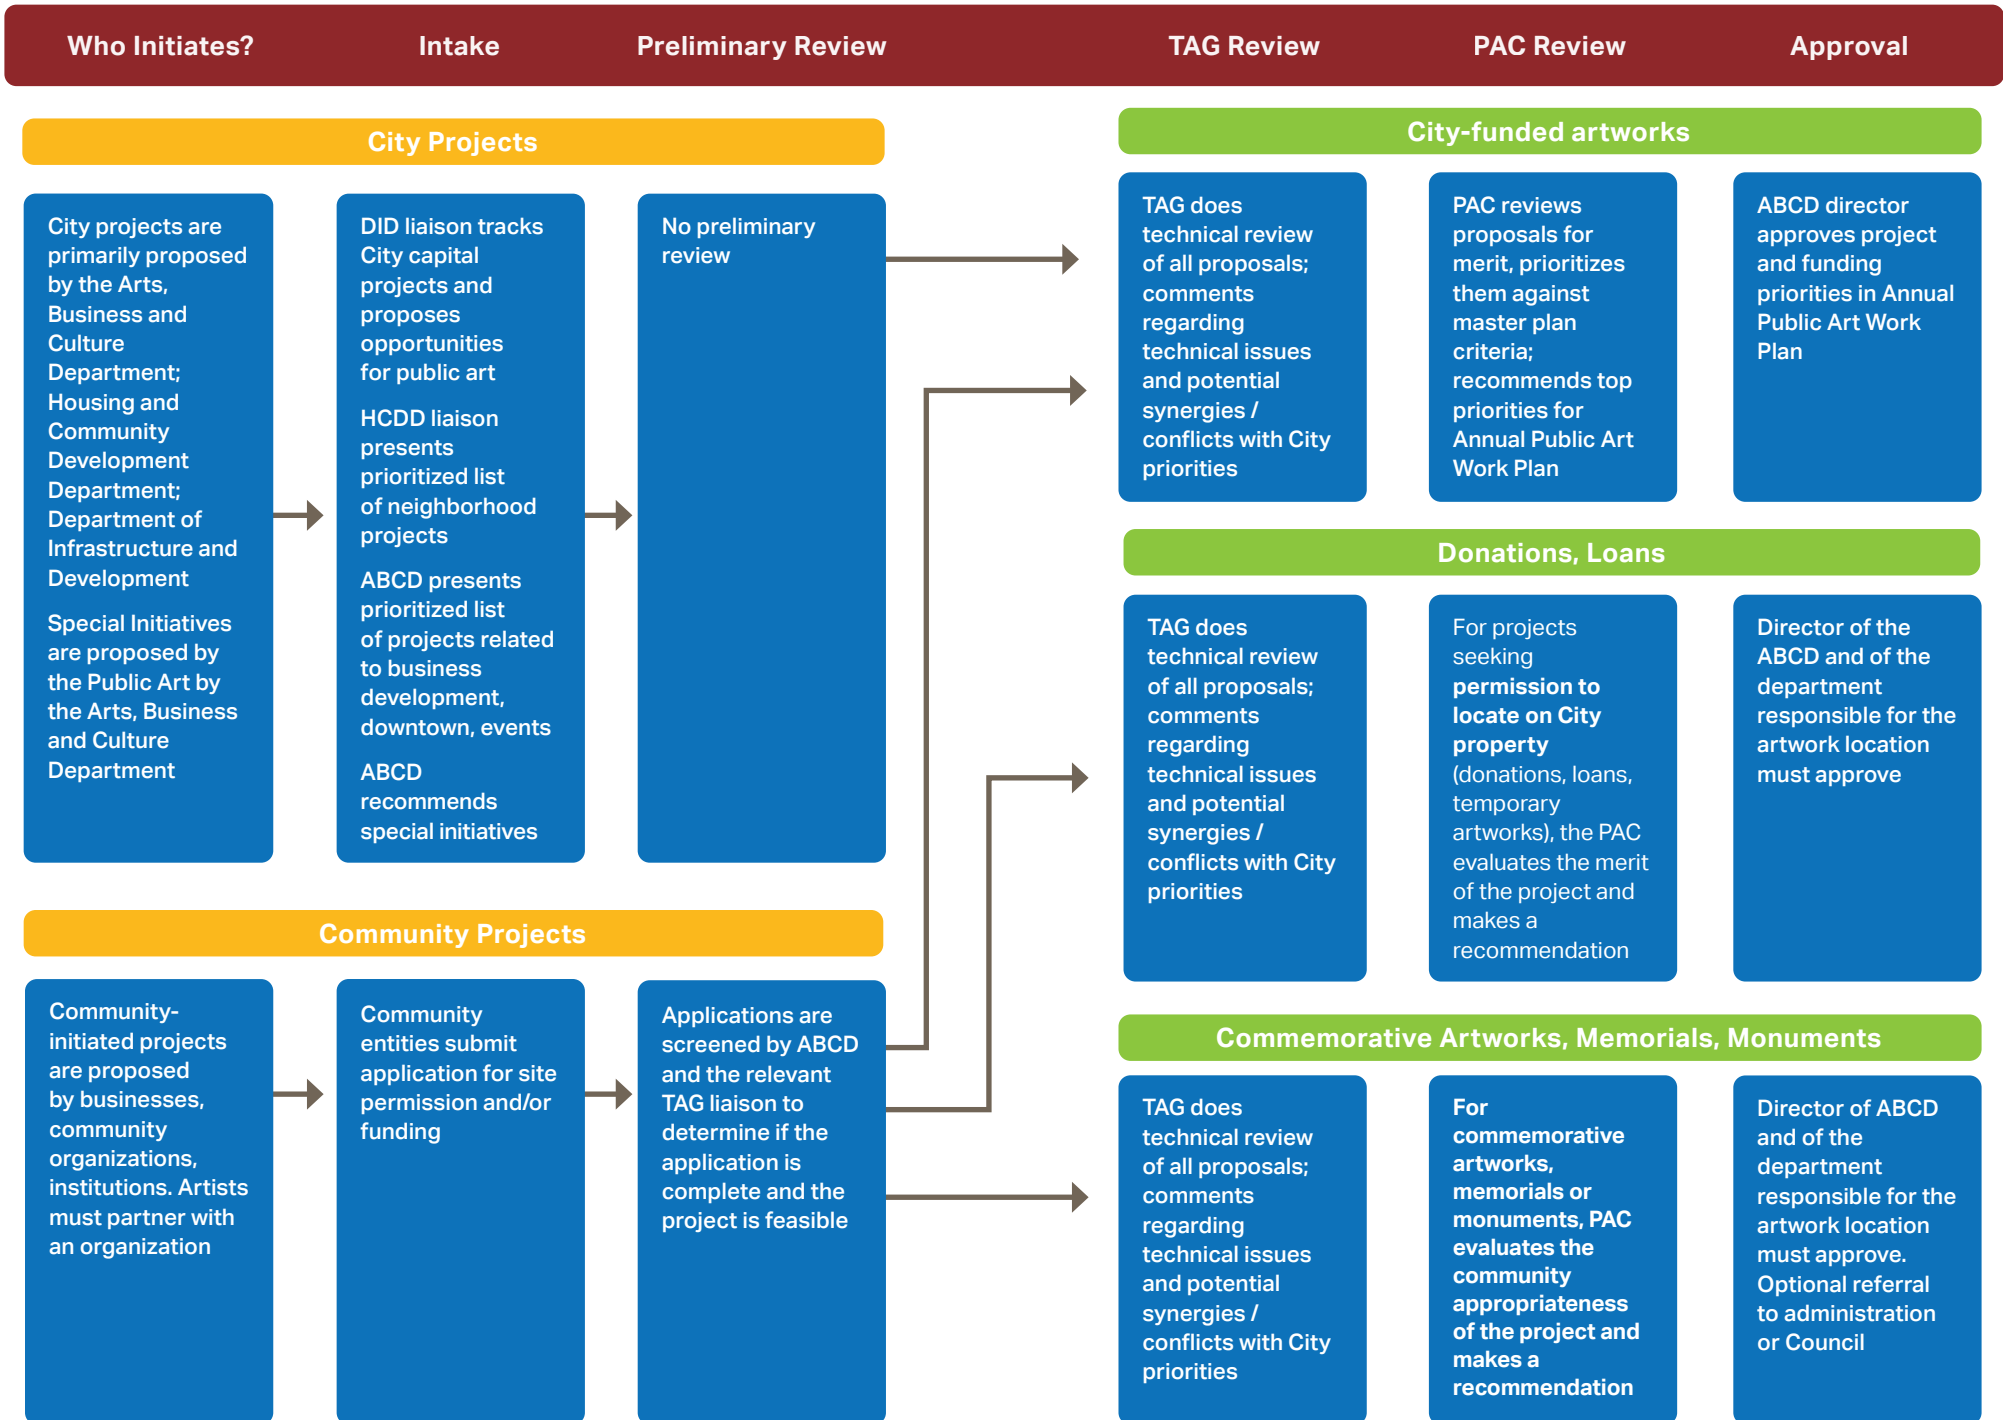 Who Initiates?
Intake
Preliminary Review
TAG Review
PAC Review
Approval
City Projects
City projects are
primarily proposed
by the Arts,
Business and
Culture
Department;
Housing and
Community
Development
Department;
Department of
Infrastructure and
Development
Special Initiatives
are proposed by
the Public Art by
the Arts, Business
and Culture
Department
DID liaison tracks
City capital
projects and
proposes
opportunities
for public art
HCDD liaison
presents
prioritized list
of neighborhood
projects
ABCD presents
prioritized list
of projects related
to business
development,
downtown, events
ABCD
recommends
special initiatives
No preliminary
review
Community Projects
Community-
initiated projects
are proposed
by businesses,
community
organizations,
institutions. Artists
must partner with
an organization
Community
entities submit
application for site
permission and/or
funding
Applications are
screened by ABCD
and the relevant
TAG liaison to
determine if the
application is
complete and the
project is feasible
City-funded artworks
TAG does
technical review
of all proposals;
comments
regarding
technical issues
and potential
synergies /
conflicts with City
priorities
PAC reviews
proposals for
merit, prioritizes
them against
master plan
criteria;
recommends top
priorities for
Annual Public Art
Work Plan
ABCD director
approves project
and funding
priorities in Annual
Public Art Work
Plan
Donations, Loans
TAG does
technical review
of all proposals;
comments
regarding
technical issues
and potential
synergies /
conflicts with City
priorities
For projects
seeking
permission to
locate on City
property
(donations, loans,
temporary
artworks), the PAC
evaluates the merit
of the project and
makes a
recommendation
Director of the
ABCD and of the
department
responsible for the
artwork location
must approve
Commemorative Artworks, Memorials, Monuments
TAG does
technical review
of all proposals;
comments
regarding
technical issues
and potential
synergies /
conflicts with City
priorities
For
commemorative
artworks,
memorials or
monuments, PAC
evaluates the
community
appropriateness
of the project and
makes a
recommendation
Director of ABCD
and of the
department
responsible for the
artwork location
must approve.
Optional referral
to administration
or Council